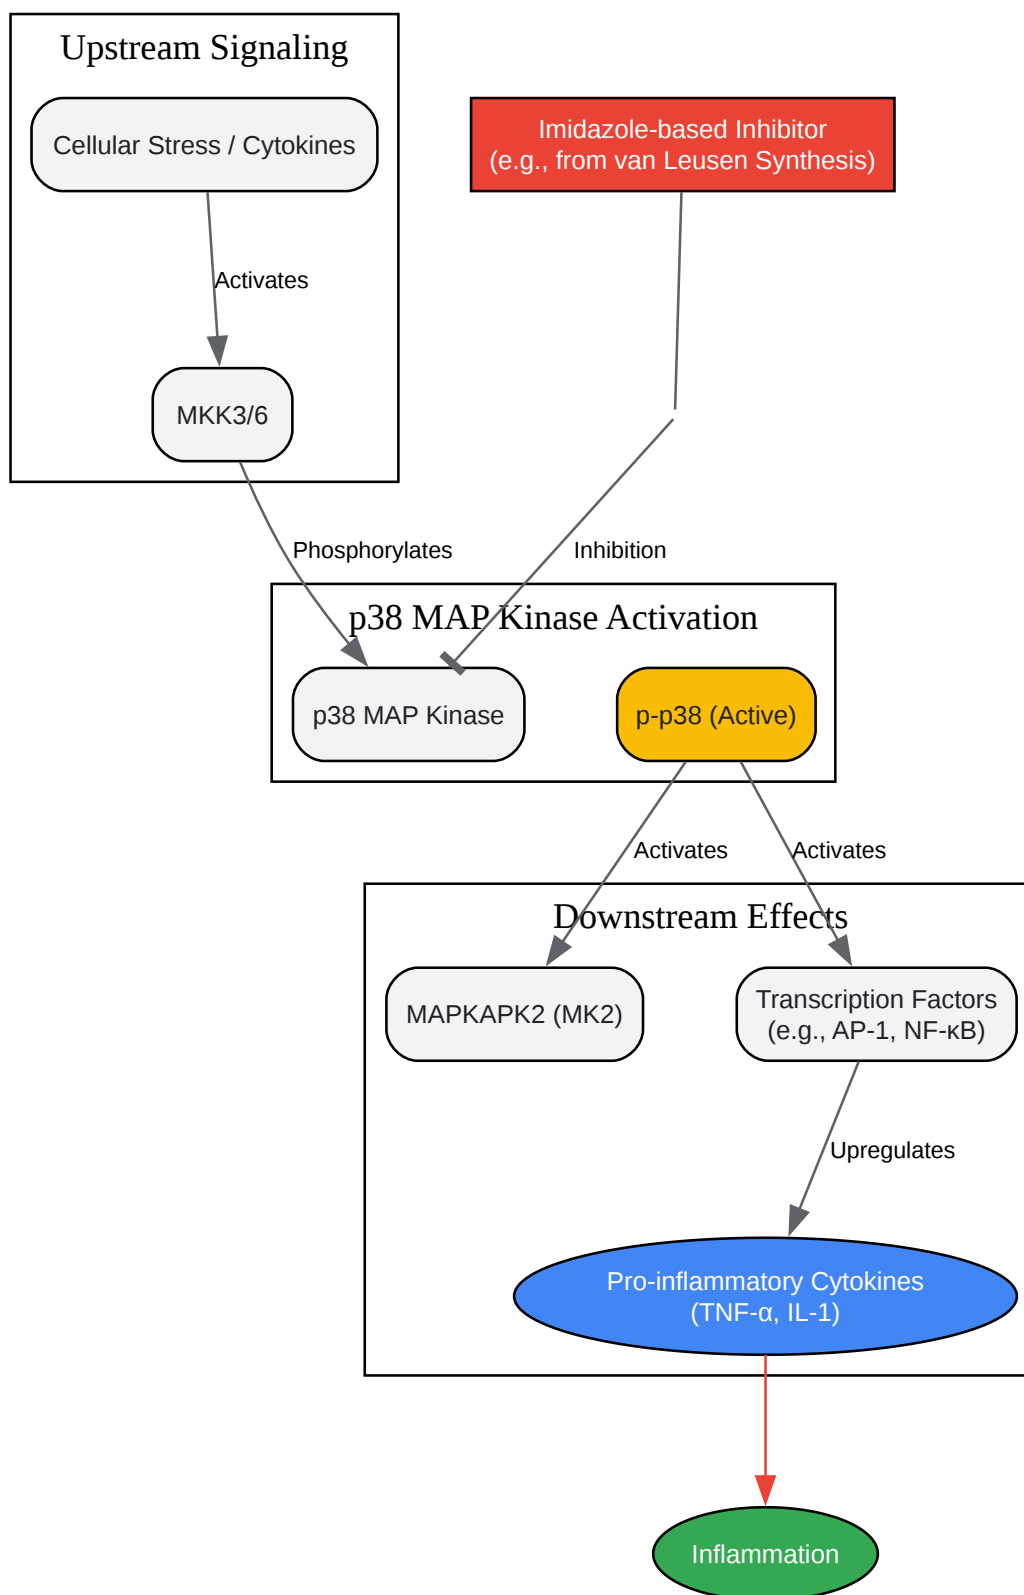 Upstream Signaling
Cellular Stress / Cytokines
Imidazole-based Inhibitor
(e.g., from van Leusen Synthesis)
Activates
MKK3/6
Phosphorylates
Inhibition
p38 MAP Kinase Activation
p38 MAP Kinase
p-p38 (Active)
Activates
Activates
Downstream Effects
MAPKAPK2 (MK2)
Transcription Factors
(e.g., AP-1, NF-κB)
Upregulates
Pro-inflammatory Cytokines
(TNF-α, IL-1)
Inflammation